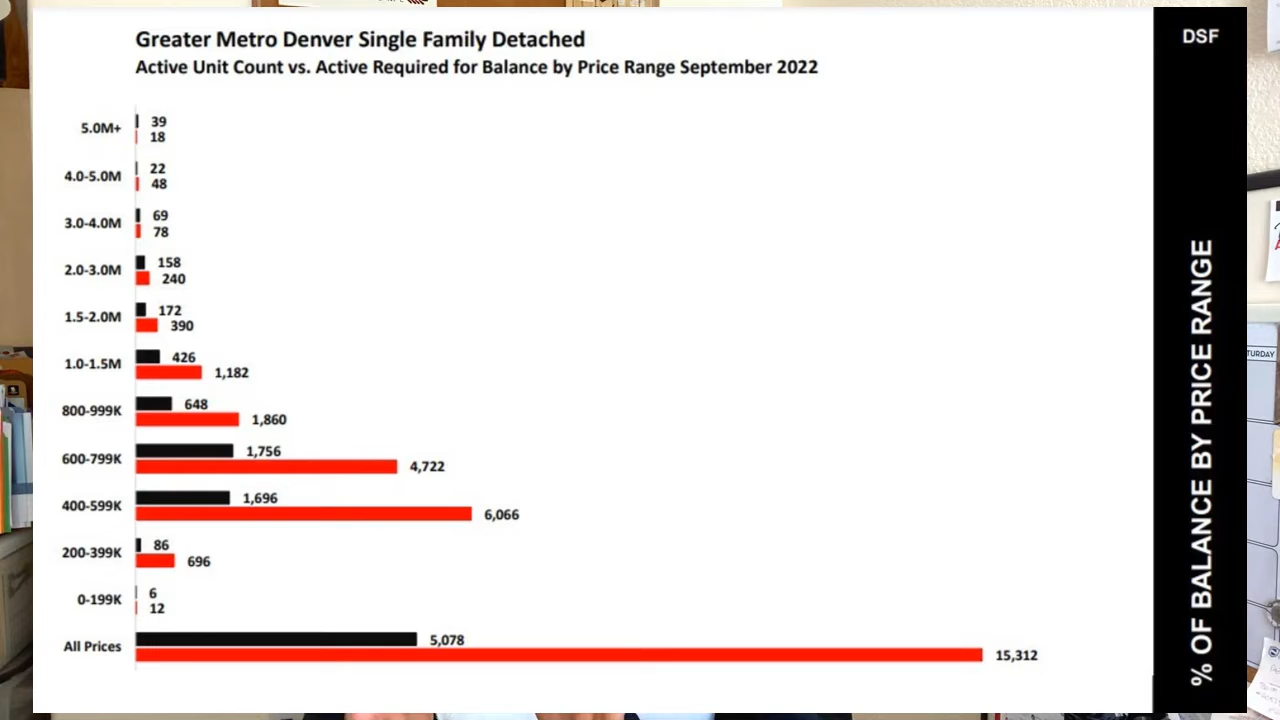 Greater Metro Denver Single Family Detached
Active Unit Count vs. Active Required for Balance by Price Range September 2022
DSF
% OF BALANCE BY PRICE RANGE
5.0M+
39
18
4.0-5.0M
22
48
3.0-4.0M
69
78
2.0-3.0M
158
240
1.5-2.0M
172
390
1.0-1.5M
426
1,182
800-999K
648
1,860
600-799K
1,756
4,722
400-599K
1,696
6,066
200-399K
86
696
0-199K
6
12
All Prices
5,078
15,312
TURDAY